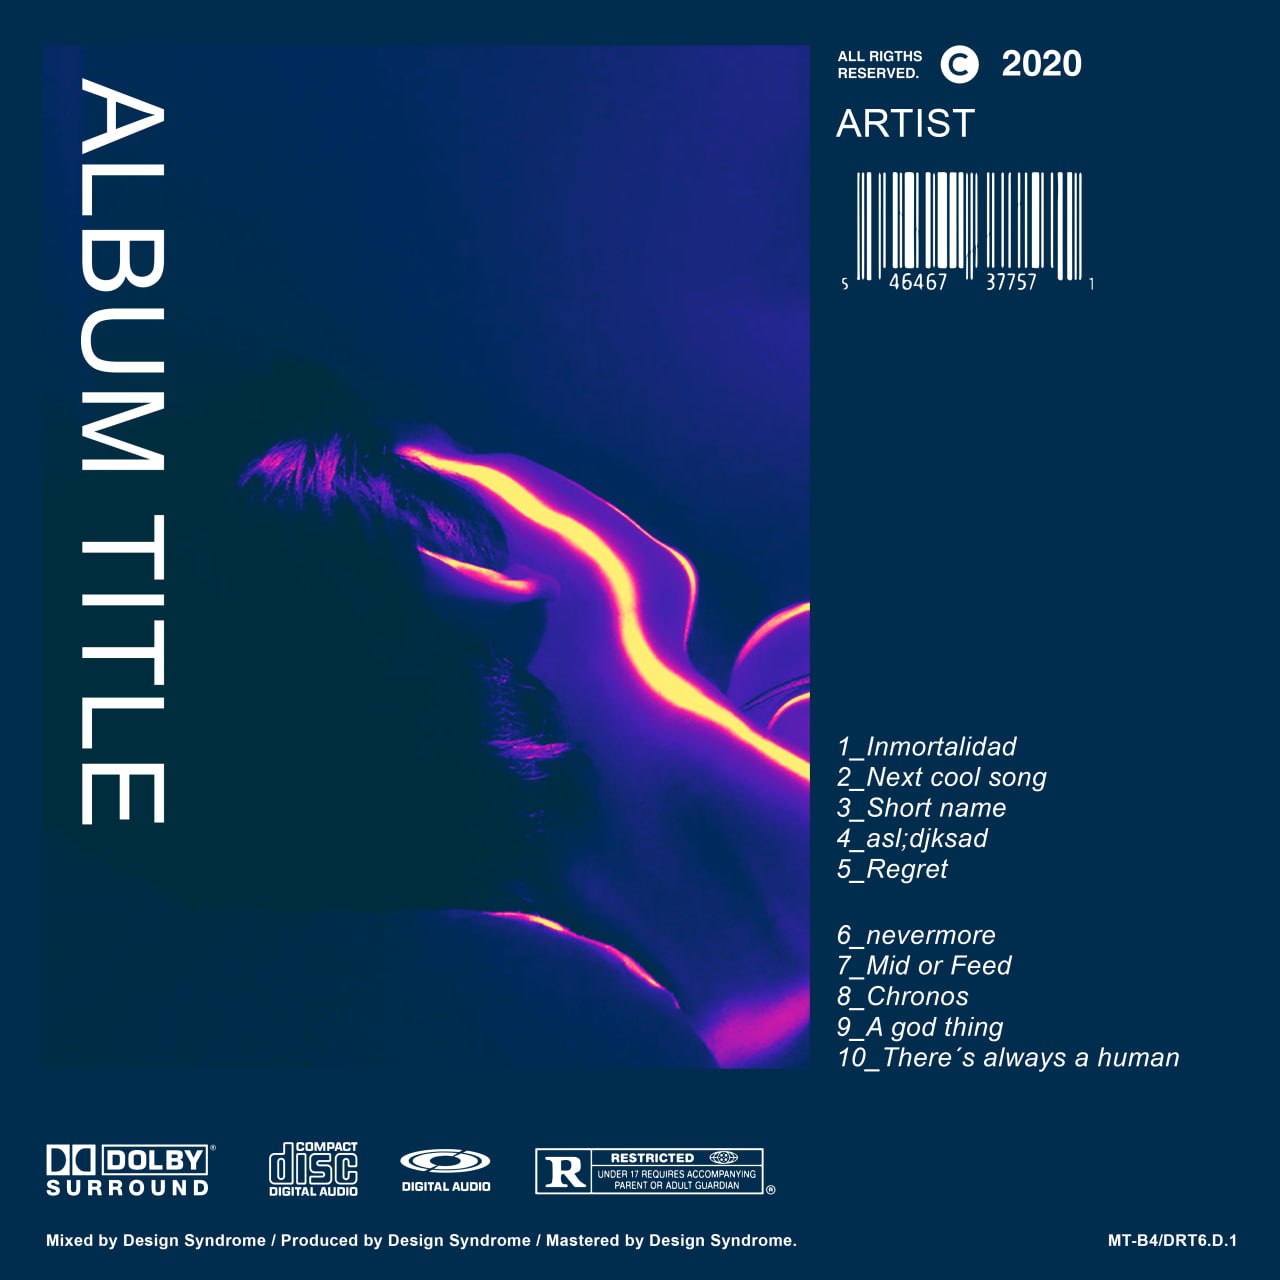 ALBUM TITLE
ALL RIGTHS
RESERVED.
C 2020
ARTIST
5 46467 37757 1
1_Inmortalidad
2_Next cool song
3_Short name
4_asl;djksad
5_Regret
6_nevermore
7_Mid or Feed
8_Chronos
9_A god thing
10_There´s always a human
DOLBY®
SURROUND
COMPACT
disc
DIGITAL AUDIO
DIGITAL AUDIO
R
RESTRICTED
UNDER 17 REQUIRES ACCOMPANYING
PARENT OR ADULT GUARDIAN
®
Mixed by Design Syndrome / Produced by Design Syndrome / Mastered by Design Syndrome.
MT-B4/DRT6.D.1